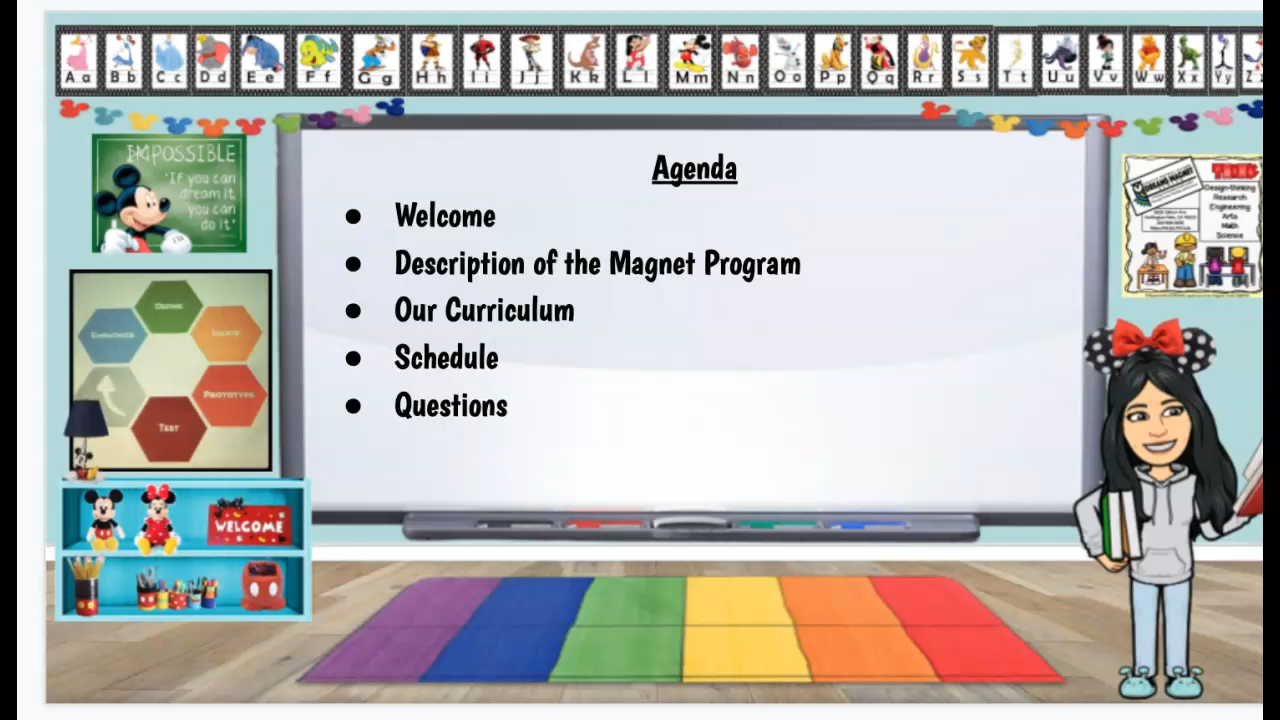 Aa Bb Cc Dd Ee Ff Gg Hh Ii Jj Kk Ll Mm Nn Oo Pp Qq Rr Ss Tt Uu Vv Ww Xx Yy Z
IMPOSSIBLE
"If you can
dream it,
you can
do it"
Agenda
● Welcome
● Description of the Magnet Program
● Our Curriculum
● Schedule
● Questions
DREAMS MAGNET
Design-thinking
Research
Engineering
Arts
Math
Science
DEFINE
EMPATHIZE
IDEATE
PROTOTYPE
TEST
WELCOME